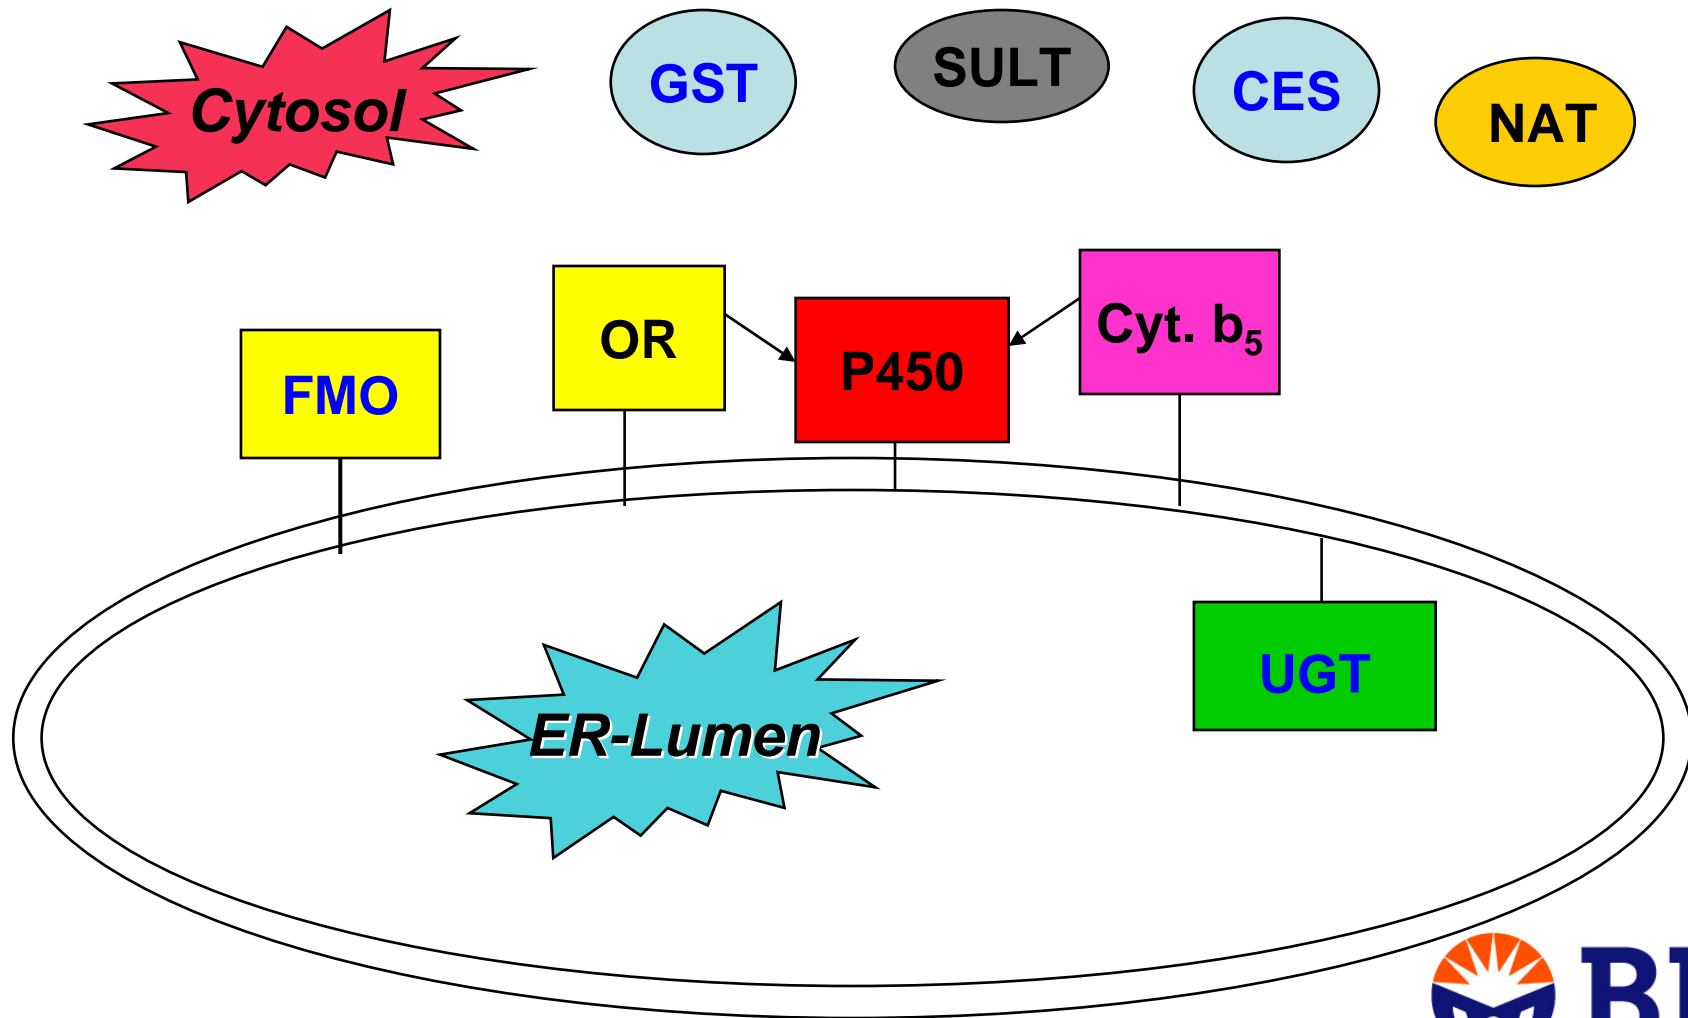 Cytosol
GST
SULT
CES
NAT
FMO
OR
P450
Cyt. b₅
UGT
ER-Lumen